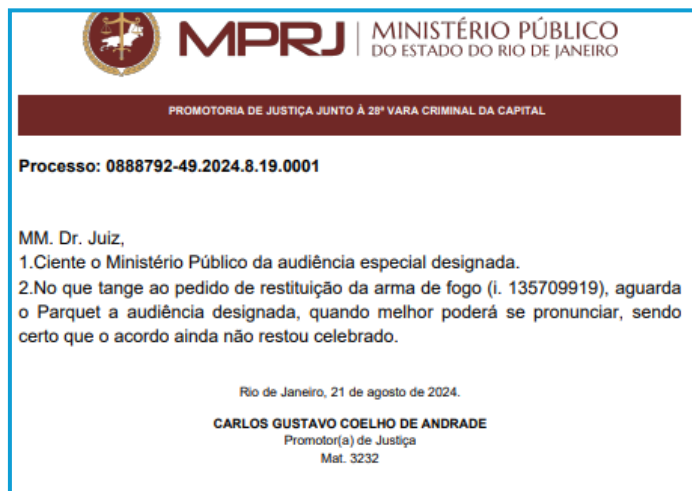 MPRJ MINISTÉRIO PÚBLICO
DO ESTADO DO RIO DE JANEIRO
PROMOTORIA DE JUSTIÇA JUNTO À 28ª VARA CRIMINAL DA CAPITAL
Processo: 0888792-49.2024.8.19.0001
MM. Dr. Juiz,
1.Ciente o Ministério Público da audiência especial designada.
2.No que tange ao pedido de restituição da arma de fogo (i. 135709919), aguarda
o Parquet a audiência designada, quando melhor poderá se pronunciar, sendo
certo que o acordo ainda não restou celebrado.
Rio de Janeiro, 21 de agosto de 2024.
CARLOS GUSTAVO COELHO DE ANDRADE
Promotor(a) de Justiça
Mat. 3232